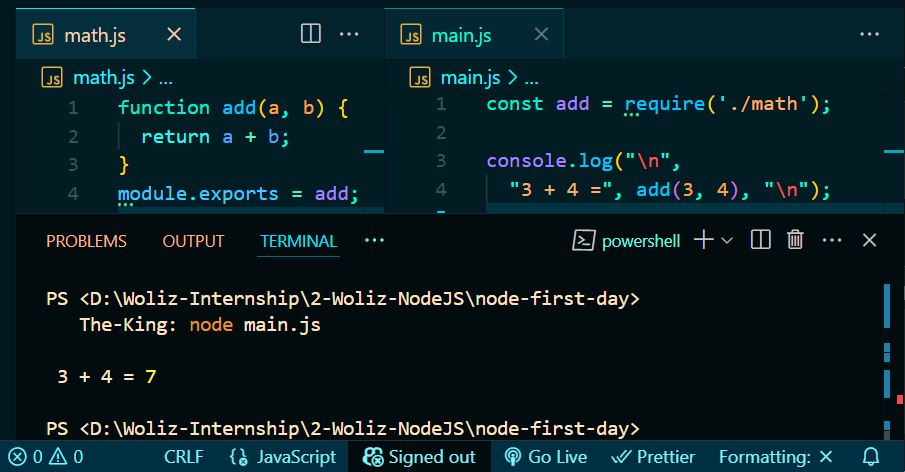 JS math.js ×
JS math.js > ...
1 function add(a, b) {
2 return a + b;
3 }
4 module.exports = add;
JS main.js ×
JS main.js > ...
1 const add = require('./math');
2
3 console.log("\n",
4 "3 + 4 =", add(3, 4), "\n");
PROBLEMS OUTPUT TERMINAL ... powershell
PS <D:\Woliz-Internship\2-Woliz-NodeJS\node-first-day>
The-King: node main.js
3 + 4 = 7
PS <D:\Woliz-Internship\2-Woliz-NodeJS\node-first-day>
0 0 CRLF {} JavaScript Signed out Go Live Prettier Formatting: ×